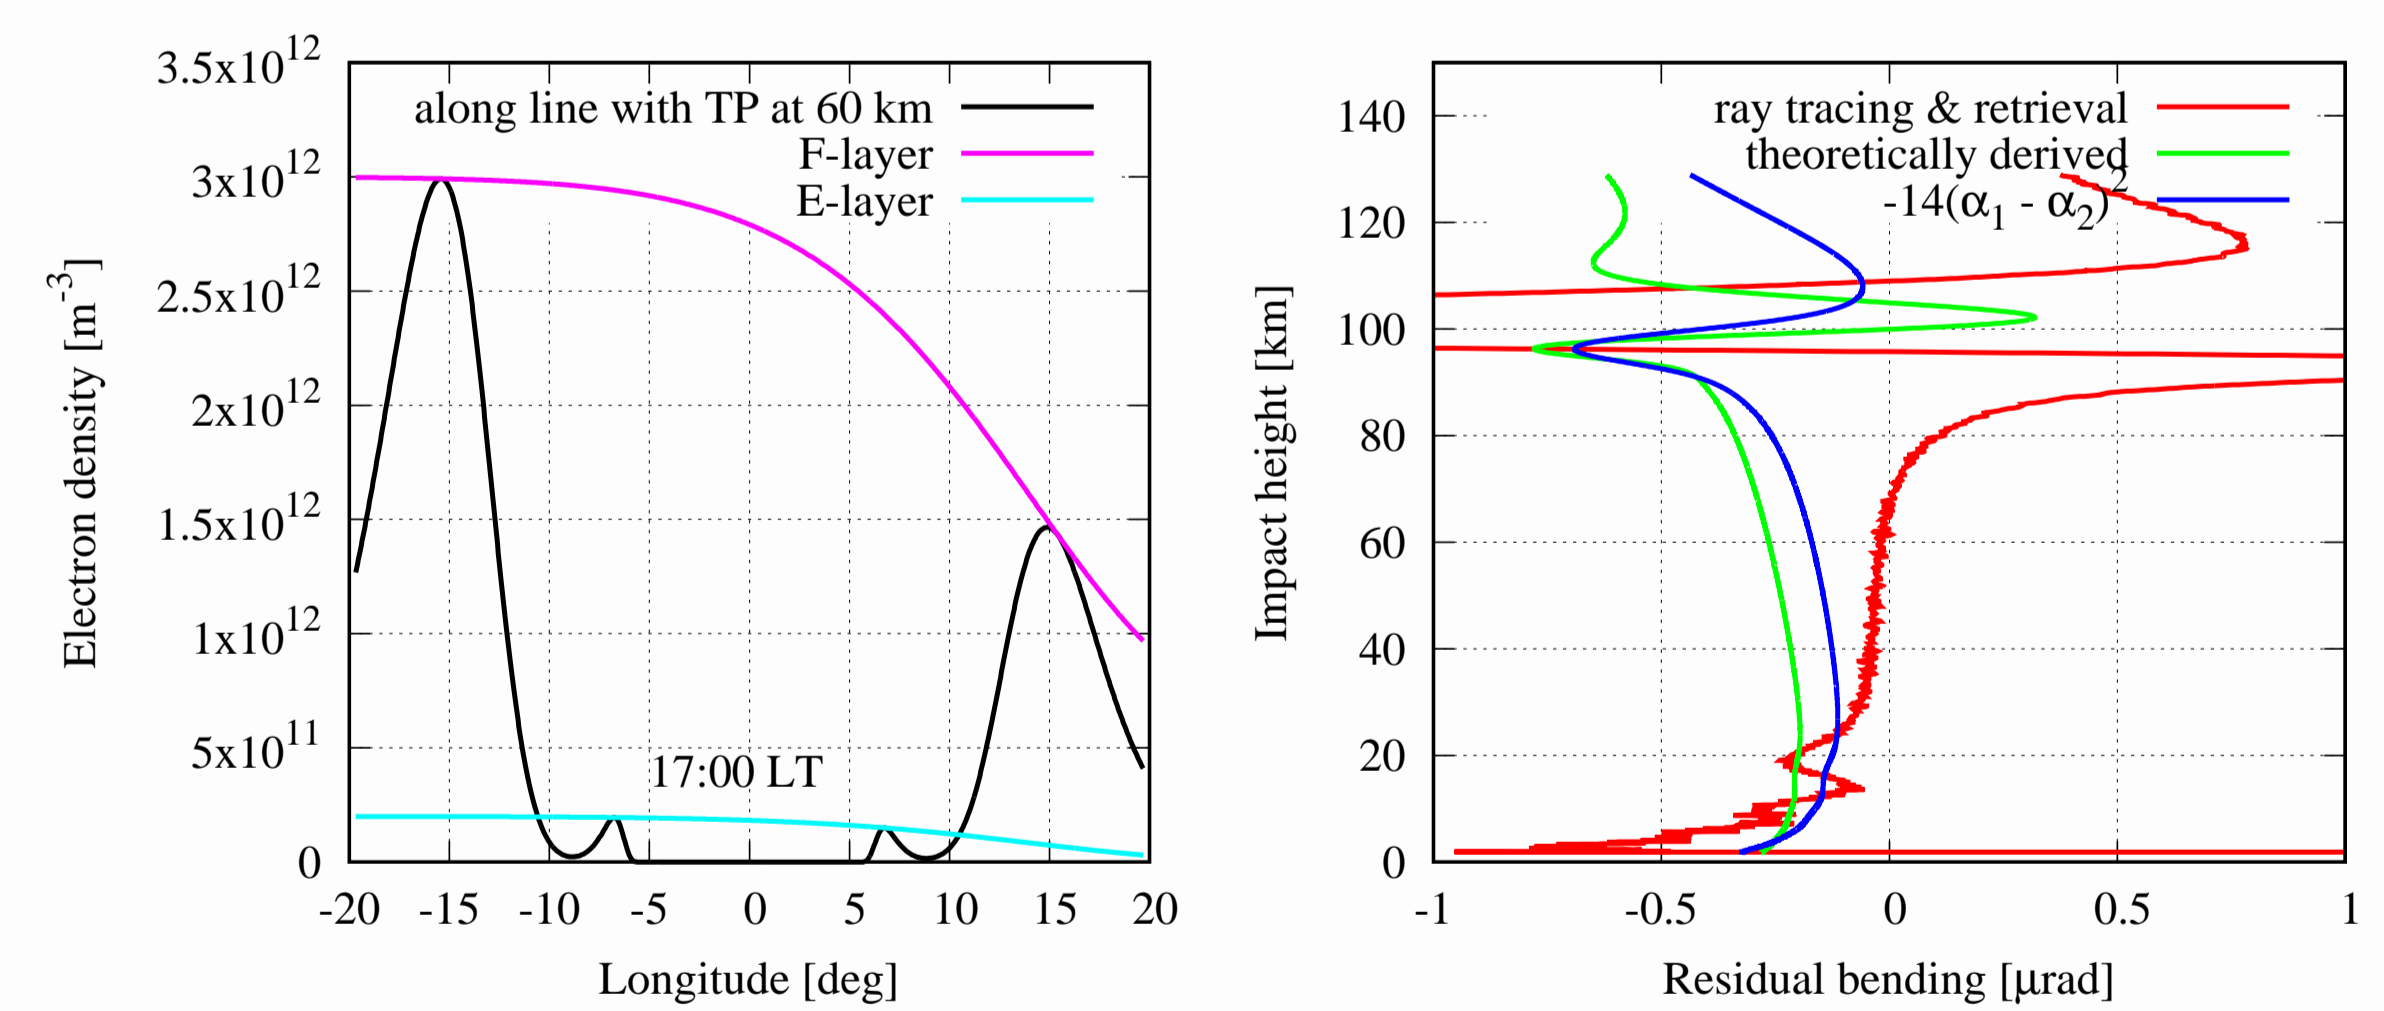 3.5x10^12
3x10^12
2.5x10^12
2x10^12
1.5x10^12
1x10^12
5x10^11
0
-20 -15 -10 -5 0 5 10 15 20
Electron density [m^-3]
Longitude [deg]
along line with TP at 60 km
F-layer
E-layer
17:00 LT
140
120
100
80
60
40
20
0
-1 -0.5 0 0.5 1
Impact height [km]
Residual bending [μrad]
ray tracing & retrieval
theoretically derived
-14(α_1 - α_2)^2